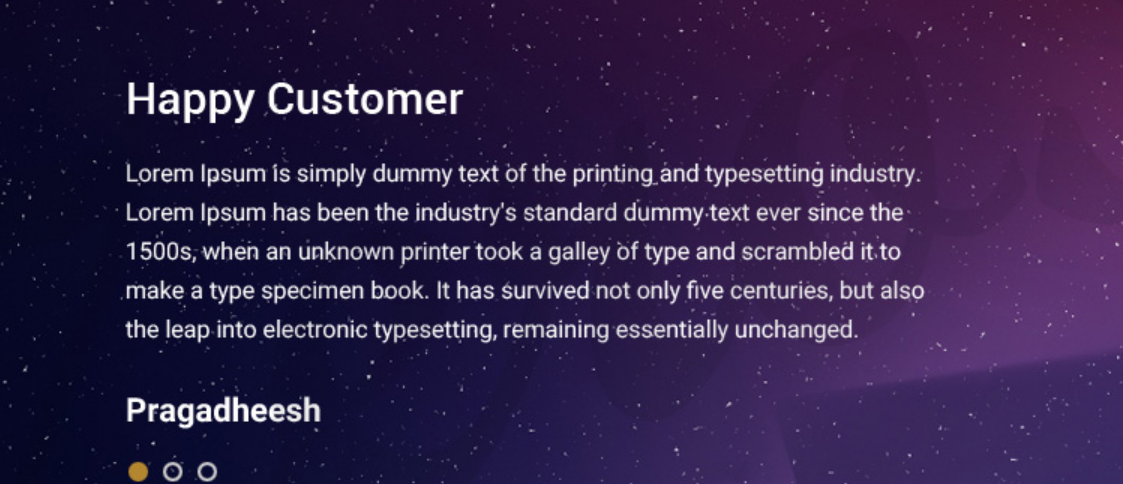 Happy Customer
Lorem Ipsum is simply dummy text of the printing and typesetting industry.
Lorem Ipsum has been the industry's standard dummy text ever since the
1500s, when an unknown printer took a galley of type and scrambled it to
make a type specimen book. It has survived not only five centuries, but also
the leap into electronic typesetting, remaining essentially unchanged.
Pragadheesh